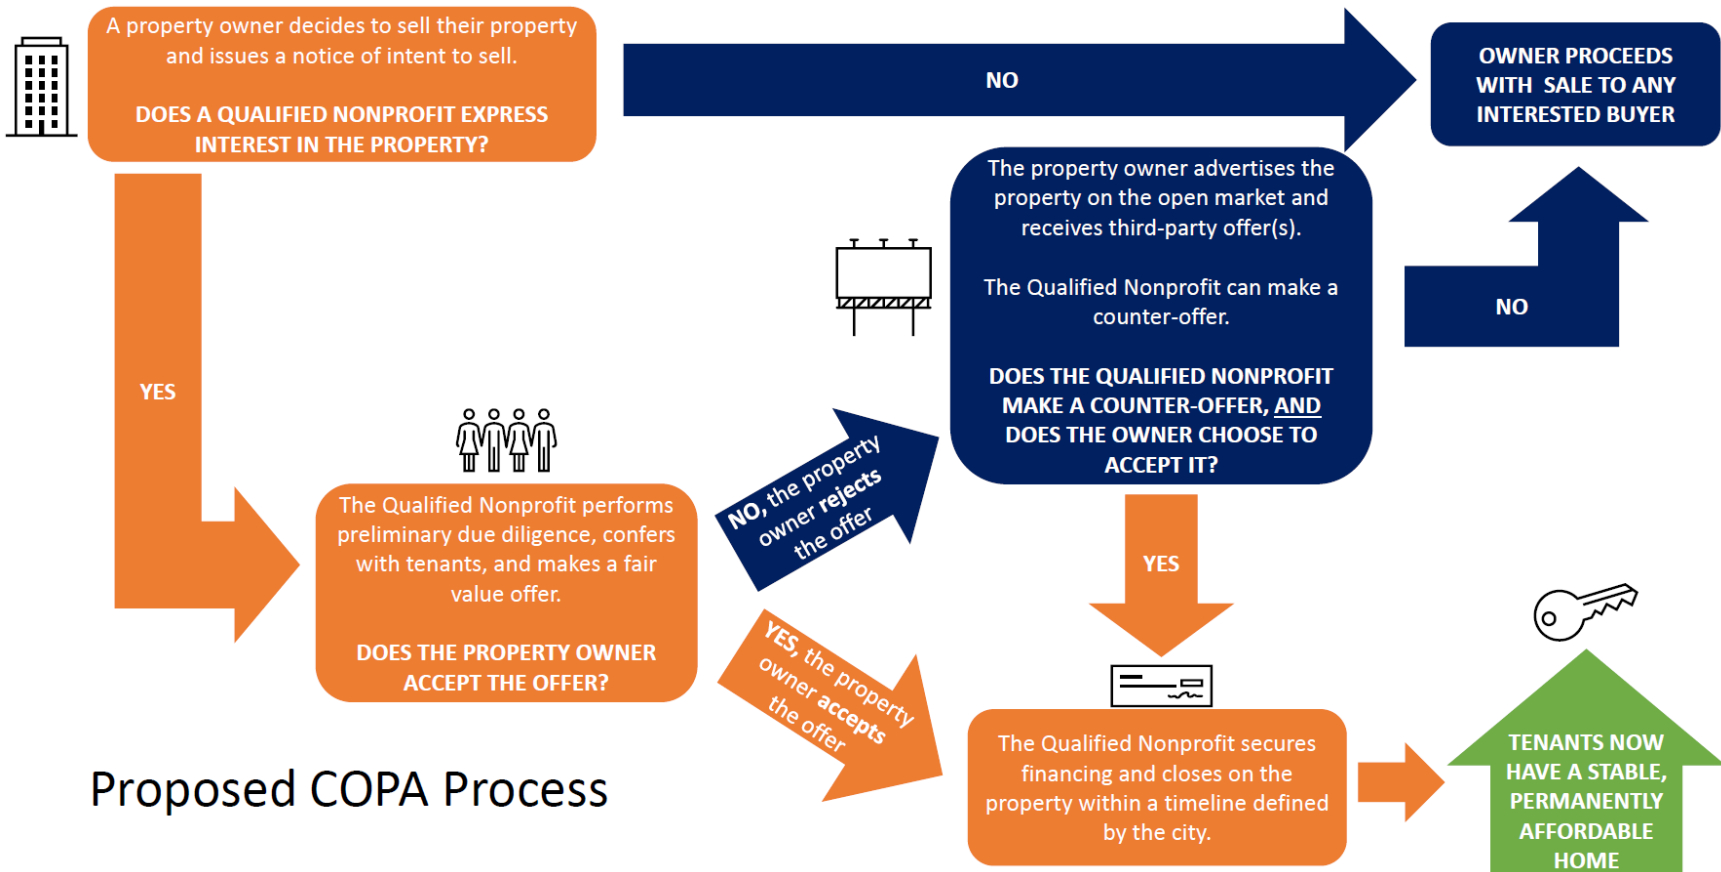 A property owner decides to sell their property
and issues a notice of intent to sell.
DOES A QUALIFIED NONPROFIT EXPRESS
INTEREST IN THE PROPERTY?
NO
OWNER PROCEEDS
WITH SALE TO ANY
INTERESTED BUYER
The property owner advertises the
property on the open market and
receives third-party offer(s).
The Qualified Nonprofit can make a
counter-offer.
DOES THE QUALIFIED NONPROFIT
MAKE A COUNTER-OFFER, AND
DOES THE OWNER CHOOSE TO
ACCEPT IT?
NO
YES
The Qualified Nonprofit performs
preliminary due diligence, confers
with tenants, and makes a fair
value offer.
DOES THE PROPERTY OWNER
ACCEPT THE OFFER?
NO, the property
owner rejects
the offer
YES, the property
owner accepts
the offer
YES
The Qualified Nonprofit secures
financing and closes on the
property within a timeline defined
by the city.
TENANTS NOW
HAVE A STABLE,
PERMANENTLY
AFFORDABLE
HOME
Proposed COPA Process